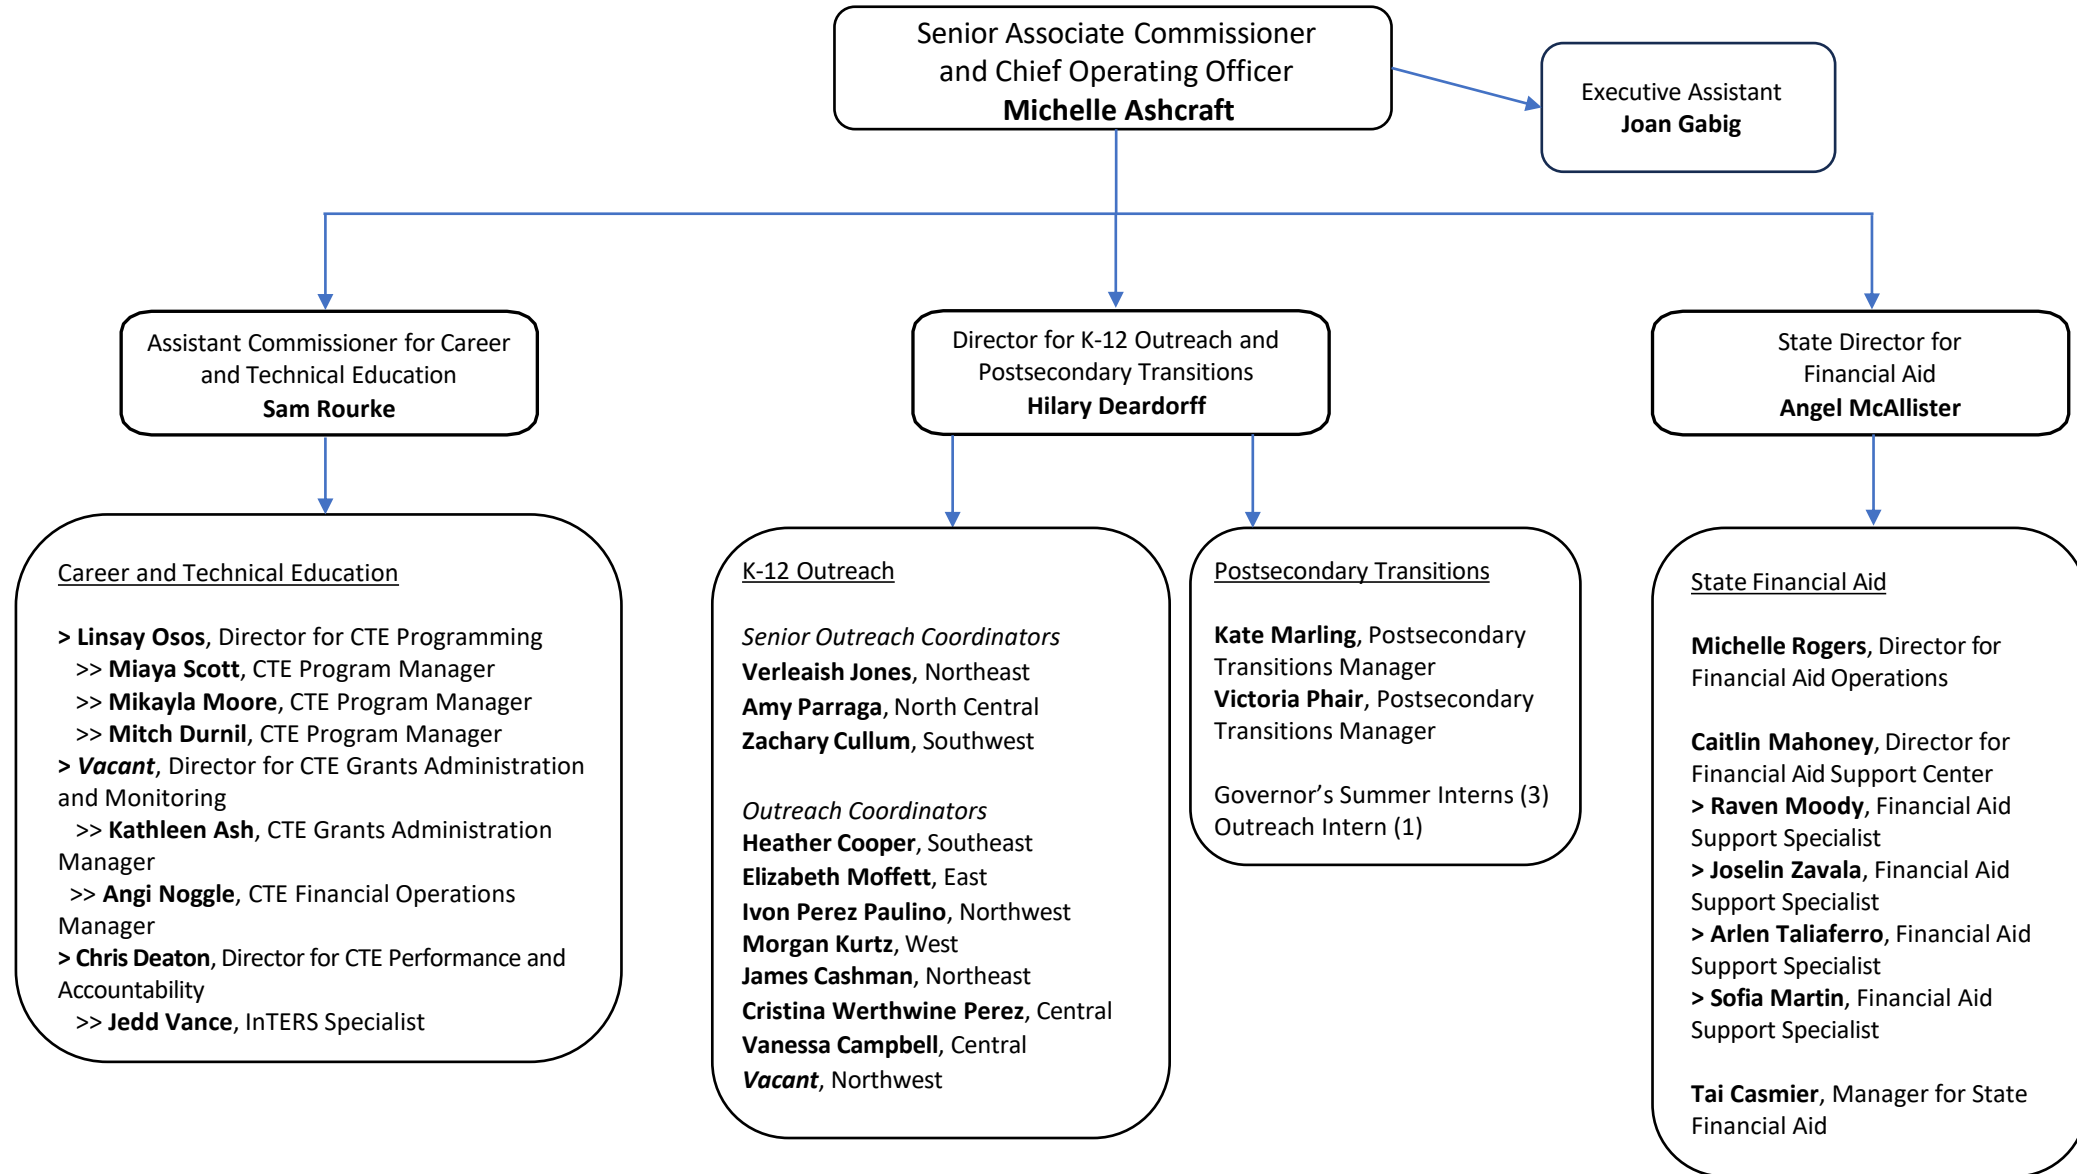 Senior Associate Commissioner
and Chief Operating Officer
Michelle Ashcraft
Executive Assistant
Joan Gabig
Assistant Commissioner for Career
and Technical Education
Sam Rourke
Director for K-12 Outreach and
Postsecondary Transitions
Hilary Deardorff
State Director for
Financial Aid
Angel McAllister
Career and Technical Education
> Linsay Osos, Director for CTE Programming
>> Miaya Scott, CTE Program Manager
>> Mikayla Moore, CTE Program Manager
>> Mitch Durnil, CTE Program Manager
> Vacant, Director for CTE Grants Administration
and Monitoring
>> Kathleen Ash, CTE Grants Administration
Manager
>> Angi Noggle, CTE Financial Operations
Manager
> Chris Deaton, Director for CTE Performance and
Accountability
>> Jedd Vance, InTERS Specialist
K-12 Outreach
Senior Outreach Coordinators
Verleaish Jones, Northeast
Amy Parraga, North Central
Zachary Cullum, Southwest
Outreach Coordinators
Heather Cooper, Southeast
Elizabeth Moffett, East
Ivon Perez Paulino, Northwest
Morgan Kurtz, West
James Cashman, Northeast
Cristina Werthwine Perez, Central
Vanessa Campbell, Central
Vacant, Northwest
Postsecondary Transitions
Kate Marling, Postsecondary
Transitions Manager
Victoria Phair, Postsecondary
Transitions Manager
Governor’s Summer Interns (3)
Outreach Intern (1)
State Financial Aid
Michelle Rogers, Director for
Financial Aid Operations
Caitlin Mahoney, Director for
Financial Aid Support Center
> Raven Moody, Financial Aid
Support Specialist
> Joselin Zavala, Financial Aid
Support Specialist
> Arlen Taliaferro, Financial Aid
Support Specialist
> Sofia Martin, Financial Aid
Support Specialist
Tai Casmier, Manager for State
Financial Aid